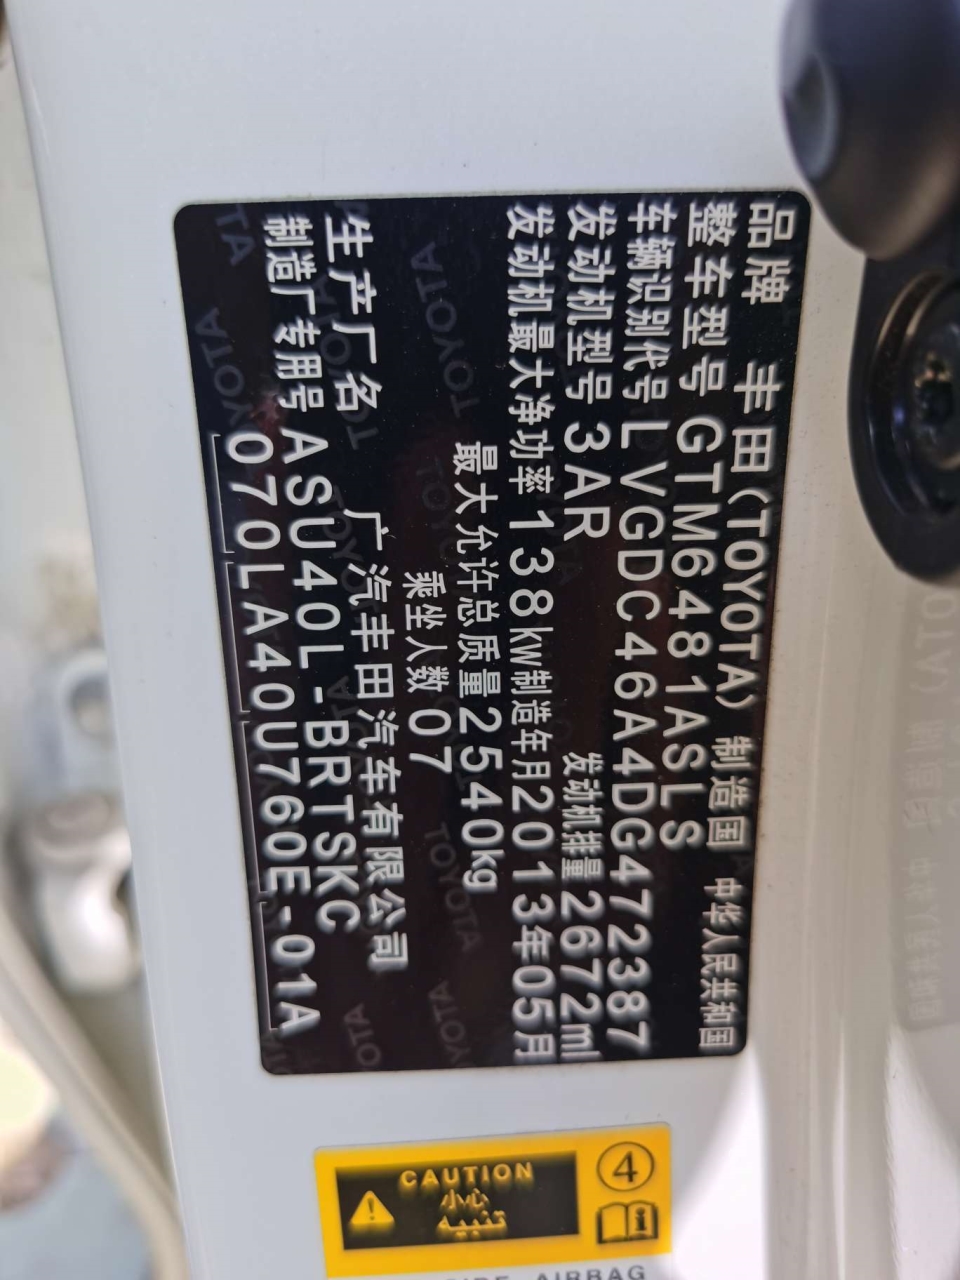 品牌 丰田(TOYOTA) 制造国 中华人民共和国
整车型号 GTM6481ASLS
车辆识别代号 LVGDC46A4DG472387
发动机型号 3AR 发动机排量 2672ml
发动机最大净功率 138kw 制造年月 2013年05月
最大允许总质量 2540kg
乘坐人数 07
生产厂名 广汽丰田汽车有限公司
制造厂专用号 ASU40L-BRTSKC
070LA40U760E-01A
CAUTION
小心
تنبيه
4
AIRBAG